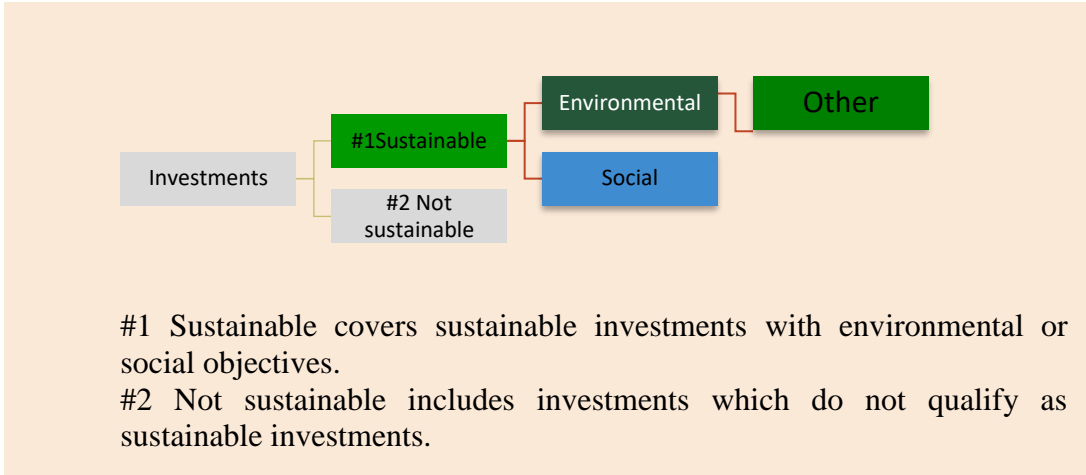 Environmental
Other
#1Sustainable
Investments
Social
#2 Not
sustainable
#1 Sustainable covers sustainable investments with environmental or
social objectives.
#2 Not sustainable includes investments which do not qualify as
sustainable investments.